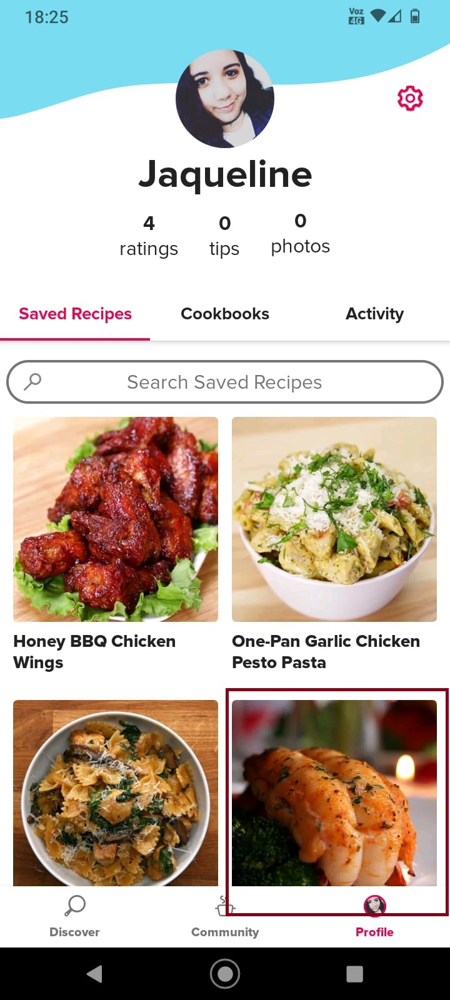 18:25
Voz
4G
Jaqueline
4 0 0
ratings tips photos
Saved Recipes Cookbooks Activity
Search Saved Recipes
Honey BBQ Chicken
Wings
One-Pan Garlic Chicken
Pesto Pasta
Discover Community Profile